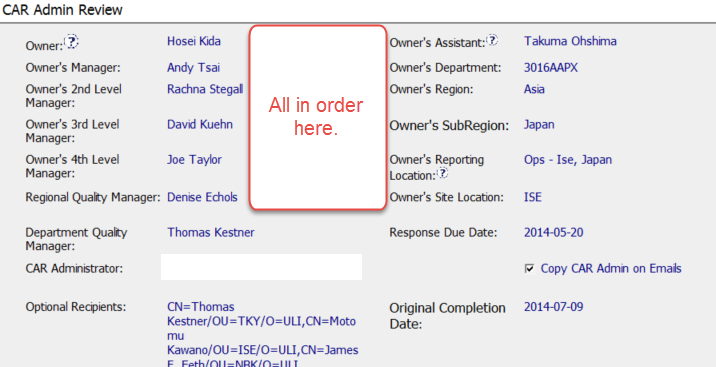 CAR Admin Review
Owner: ? Hosei Kida Owner's Assistant: ? Takuma Ohshima
Owner's Manager: Andy Tsai Owner's Department: 3016AAPX
Owner's 2nd Level Manager: Rachna Stegall Owner's Region: Asia
All in order
here.
Owner's 3rd Level
Manager: David Kuehn Owner's SubRegion: Japan
Owner's 4th Level
Manager: Joe Taylor Owner's Reporting
Location: ? Ops - Ise, Japan
Regional Quality Manager: Denise Echols Owner's Site Location: ISE
Department Quality
Manager: Thomas Kestner Response Due Date: 2014-05-20
CAR Administrator: Copy CAR Admin on Emails
Optional Recipients: CN=Thomas
Kestner/OU=TKY/O=ULI,CN=Moto
mu
Kawano/OU=ISE/O=ULI,CN=James
Original Completion
Date: 2014-07-09